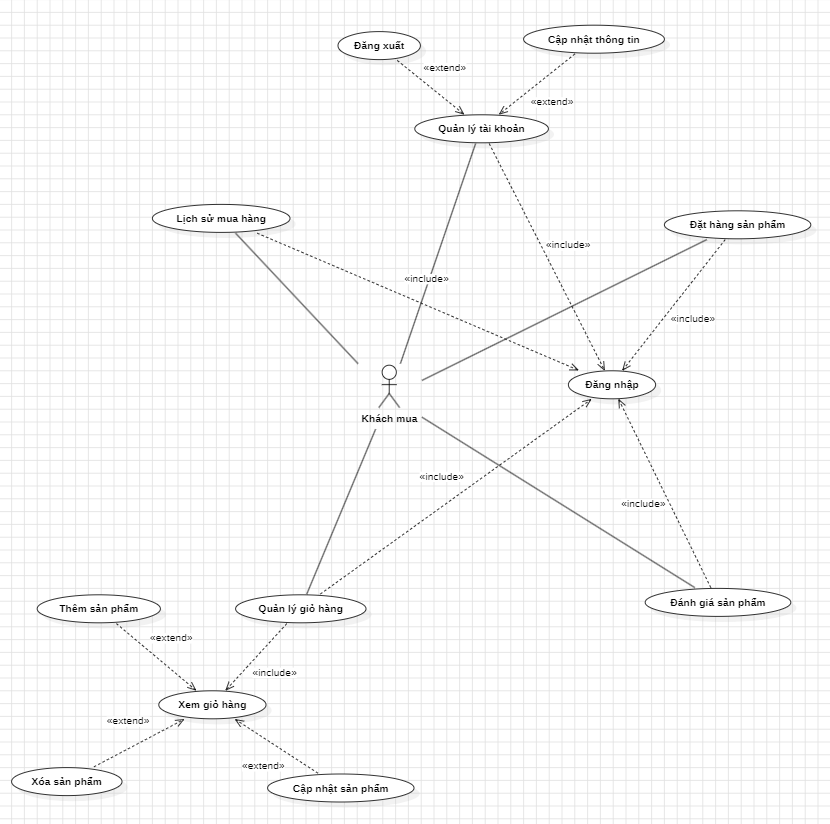 Đăng xuất
Cập nhật thông tin
«extend»
«extend»
Quản lý tài khoản
Lịch sử mua hàng
Đặt hàng sản phẩm
«include»
«include»
«include»
Đăng nhập
Khách mua
«include»
«include»
Thêm sản phẩm
Quản lý giỏ hàng
Đánh giá sản phẩm
«extend»
«include»
Xem giỏ hàng
«extend»
«extend»
Xóa sản phẩm
Cập nhật sản phẩm